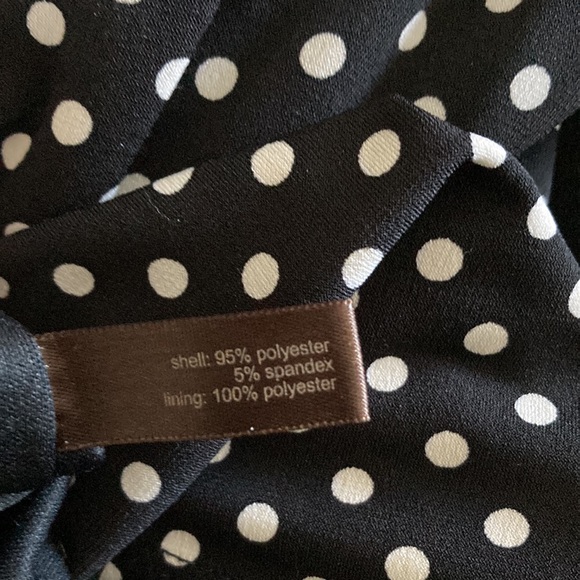 shell: 95% polyester
5% spandex
lining: 100% polyester